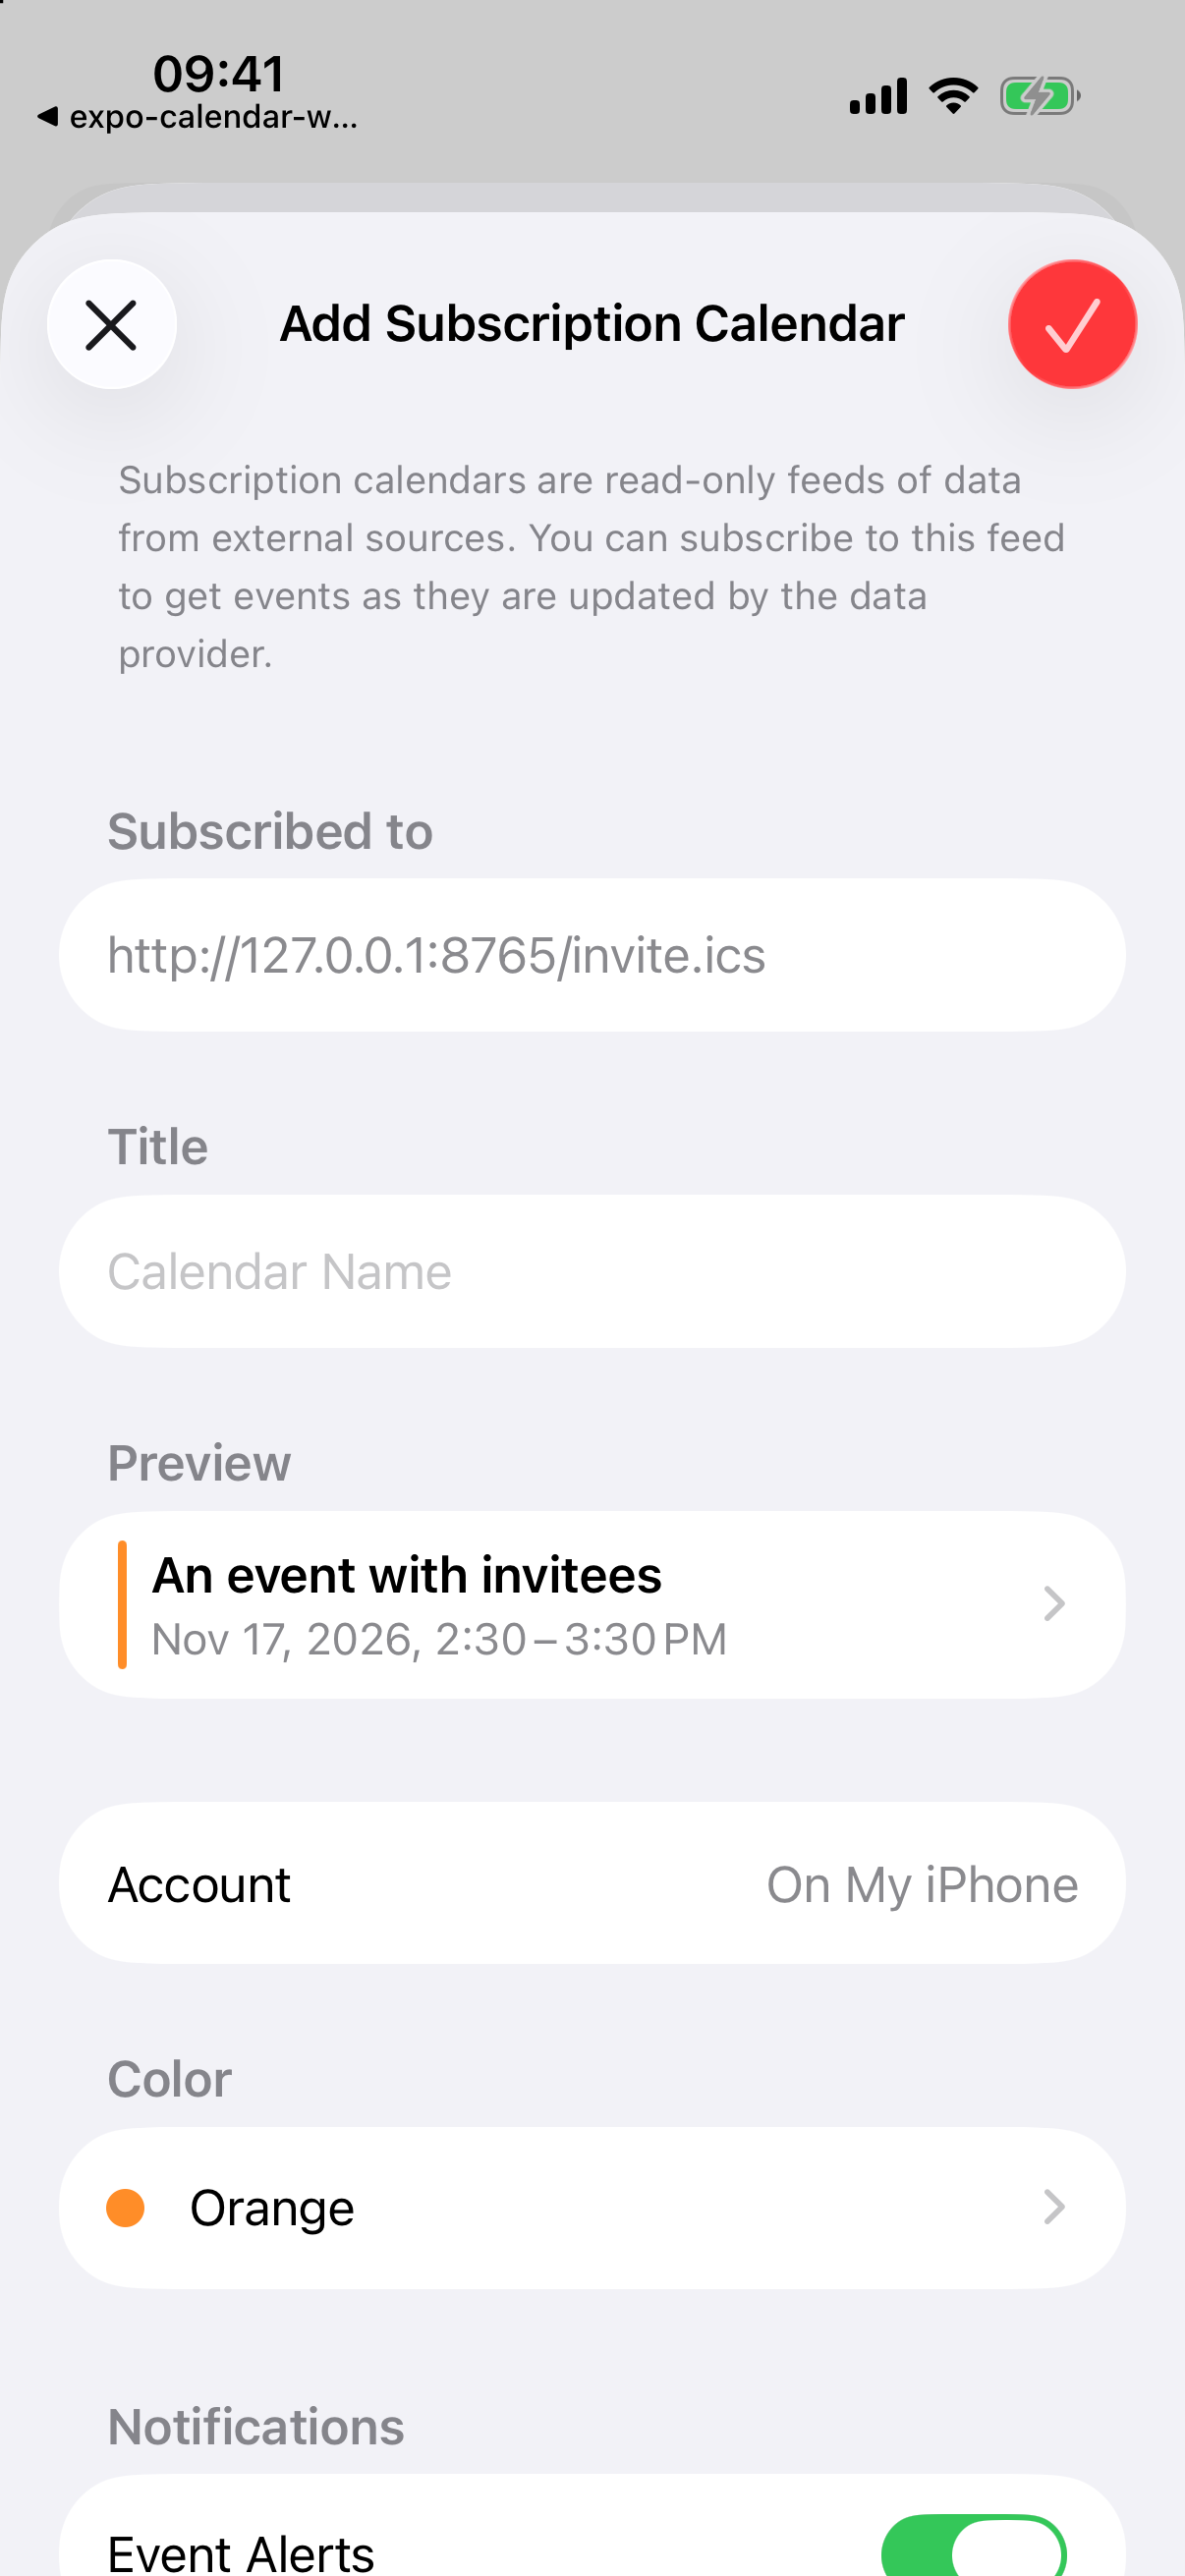 09:41
◀ expo-calendar-w...
Add Subscription Calendar
Subscription calendars are read-only feeds of data
from external sources. You can subscribe to this feed
to get events as they are updated by the data
provider.
Subscribed to
http://127.0.0.1:8765/invite.ics
Title
Calendar Name
Preview
An event with invitees
Nov 17, 2026, 2:30 – 3:30 PM
Account
On My iPhone
Color
Orange
Notifications
Event Alerts